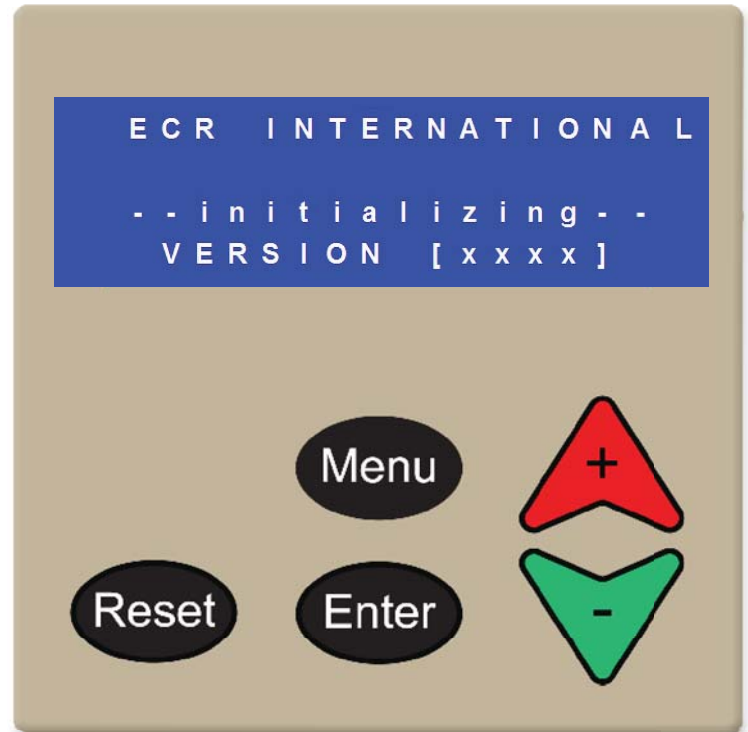 ECR INTERNATIONAL
--initializing--
VERSION [xxxx]
Menu
+
Reset
Enter
-